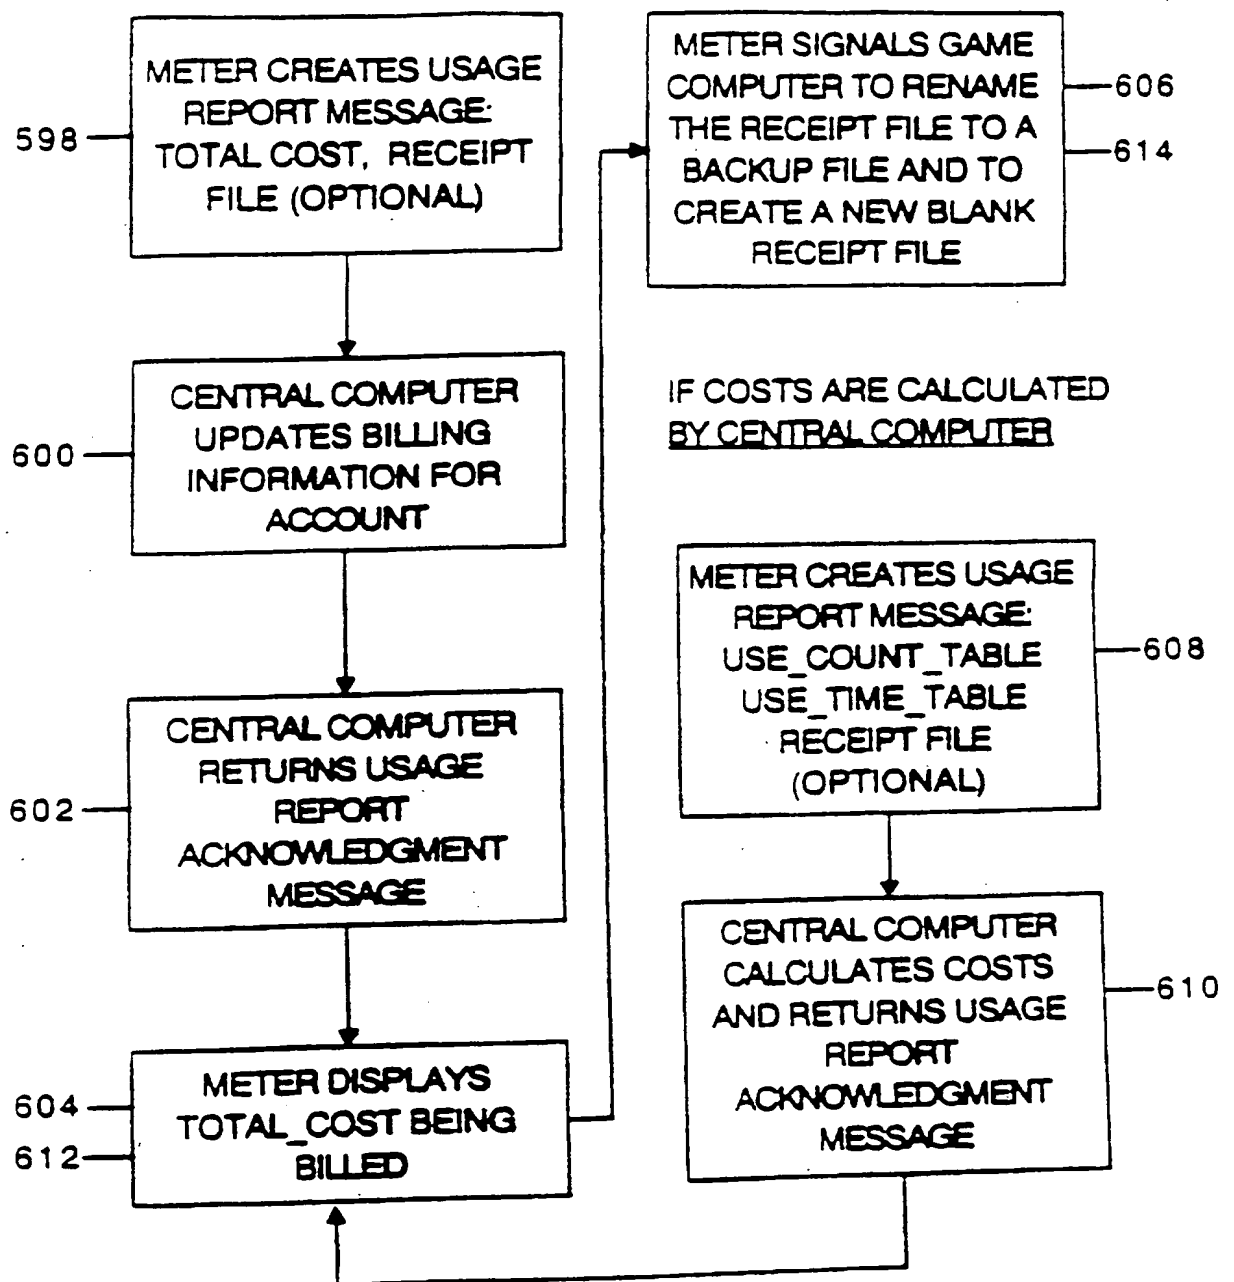 METER CREATES USAGE
REPORT MESSAGE:
TOTAL COST, RECEIPT
FILE (OPTIONAL)
598
CENTRAL COMPUTER
UPDATES BILLING
INFORMATION FOR
ACCOUNT
600
CENTRAL COMPUTER
RETURNS USAGE
REPORT
ACKNOWLEDGMENT
MESSAGE
602
METER DISPLAYS
TOTAL_COST BEING
BILLED
604
612
METER SIGNALS GAME
COMPUTER TO RENAME
THE RECEIPT FILE TO A
BACKUP FILE AND TO
CREATE A NEW BLANK
RECEIPT FILE
606
614
IF COSTS ARE CALCULATED
BY CENTRAL COMPUTER
METER CREATES USAGE
REPORT MESSAGE:
USE_COUNT_TABLE
USE_TIME_TABLE
RECEIPT FILE
(OPTIONAL)
608
CENTRAL COMPUTER
CALCULATES COSTS
AND RETURNS USAGE
REPORT
ACKNOWLEDGMENT
MESSAGE
610